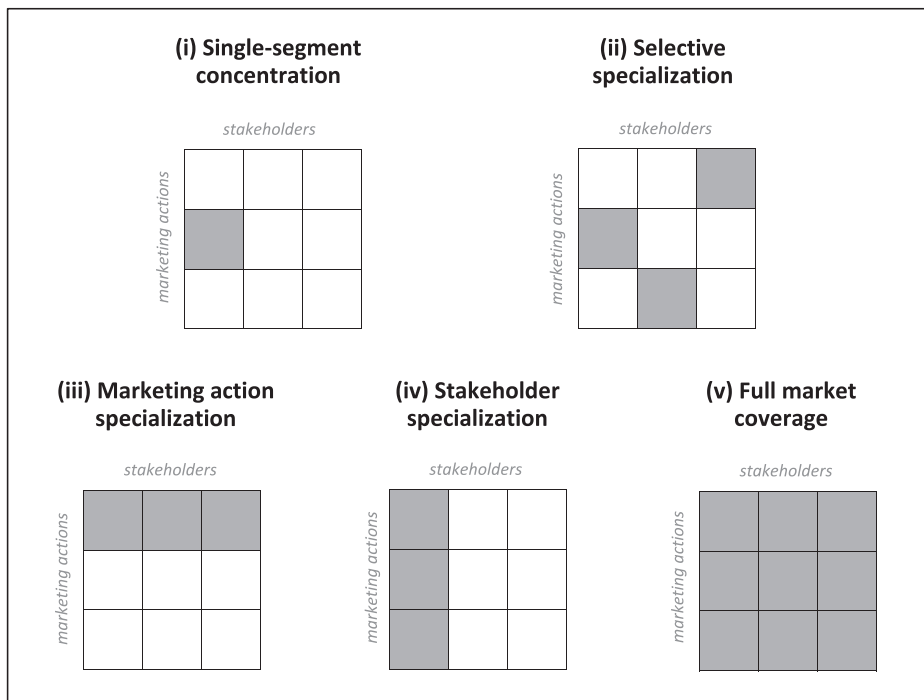 (i) Single-segment
concentration
stakeholders
marketing actions
(ii) Selective
specialization
stakeholders
marketing actions
(iii) Marketing action
specialization
stakeholders
marketing actions
(iv) Stakeholder
specialization
stakeholders
marketing actions
(v) Full market
coverage
stakeholders
marketing actions